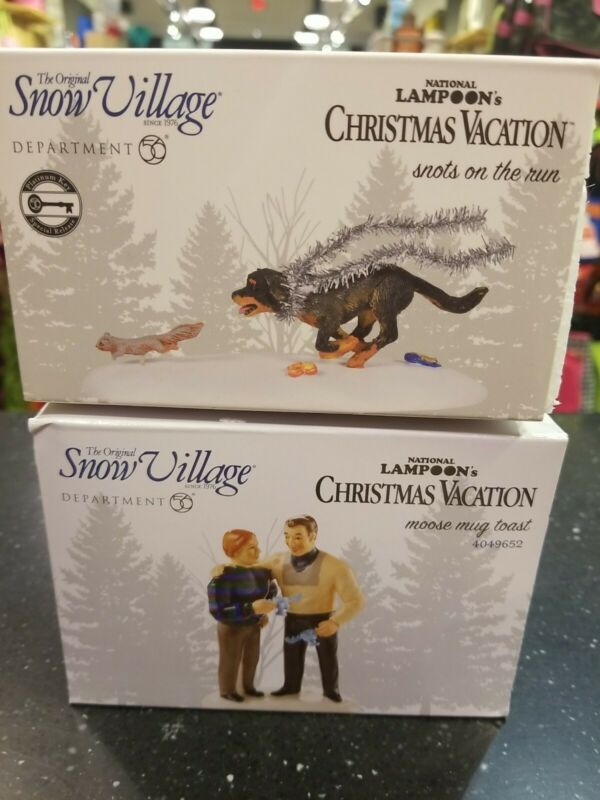 The Original
Snow Village®
SINCE 1976
DEPARTMENT 56®
Platinum Key
Special Release
NATIONAL
LAMPOON's
CHRISTMAS VACATION™
snots on the run
The Original
Snow Village®
SINCE 1976
DEPARTMENT 56®
NATIONAL
LAMPOON's
CHRISTMAS VACATION
moose mug toast
4049652